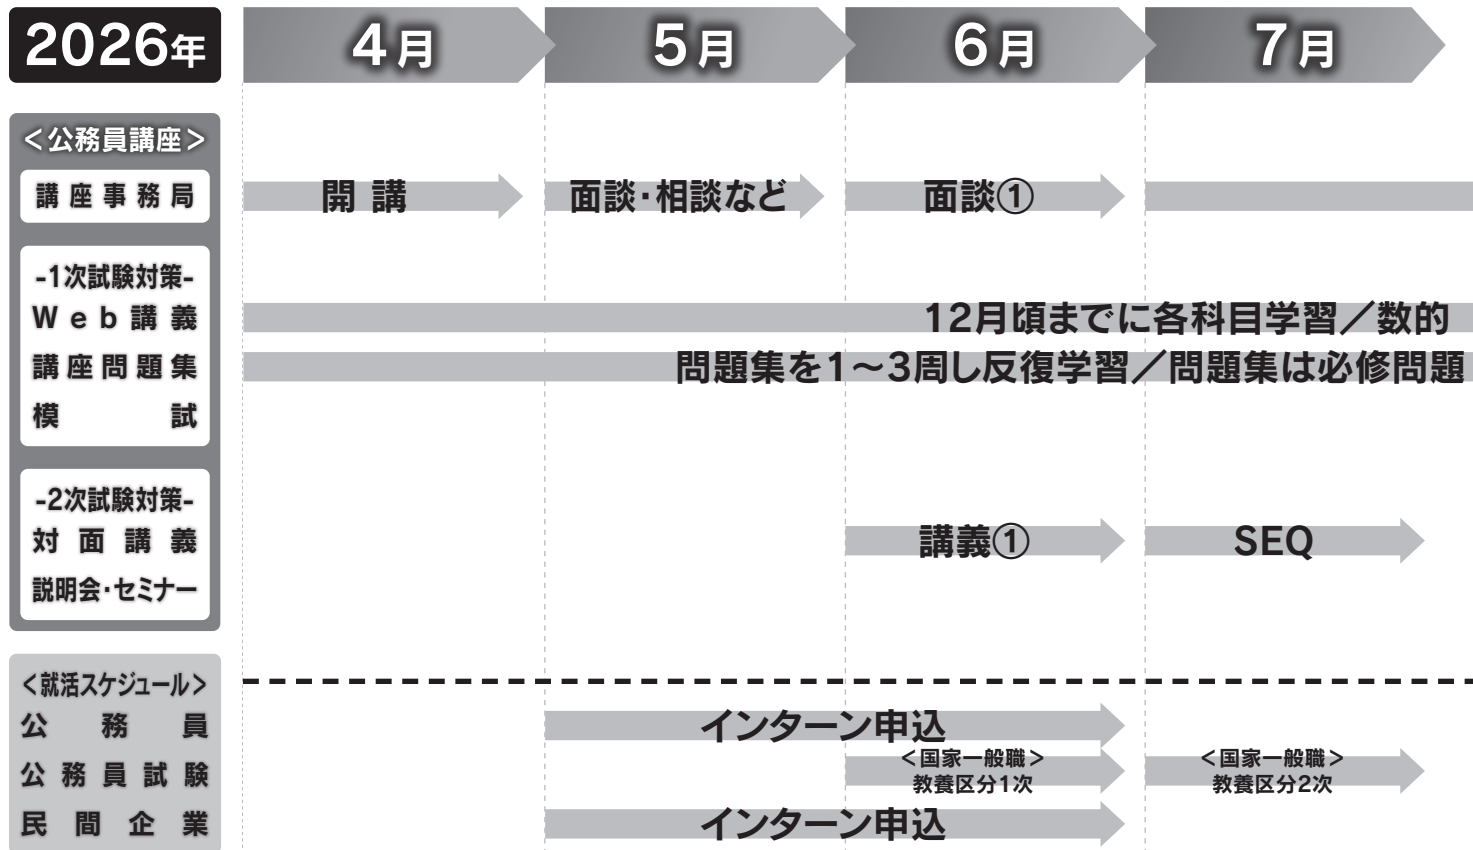 2026年 4月 5月 6月 7月
＜公務員講座＞
講座事務局 開講 面談・相談など 面談①
-1次試験対策-
Web講義 12月頃までに各科目学習／数的
講座問題集 問題集を1～3周し反復学習／問題集は必修問題
模試
-2次試験対策-
対面講義 講義① SEQ
説明会・セミナー
＜就活スケジュール＞
公務員 インターン申込
公務員試験 ＜国家一般職＞ ＜国家一般職＞
教養区分1次 教養区分2次
民間企業 インターン申込